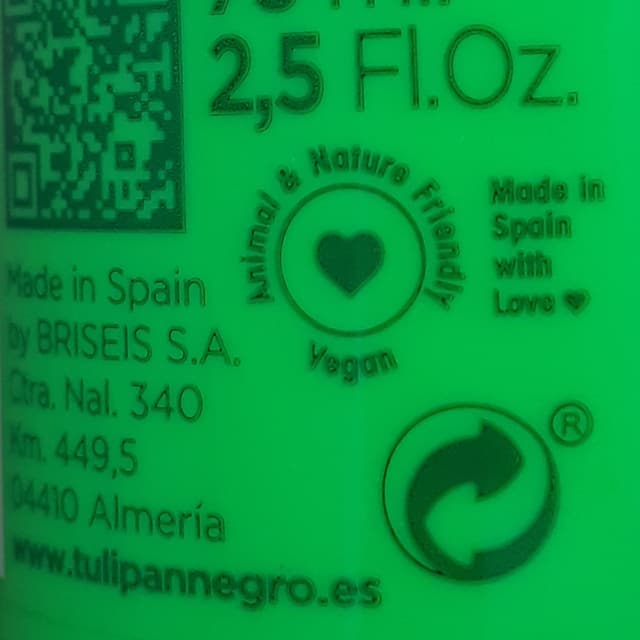 2,5 Fl.Oz.
Animal & Nature Friendly
Vegan
Made in
Spain
with
Love ♥
Made in Spain
by BRISEIS S.A.
Ctra. Nal. 340
Km. 449,5
04410 Almería
www.tulipannegro.es
®